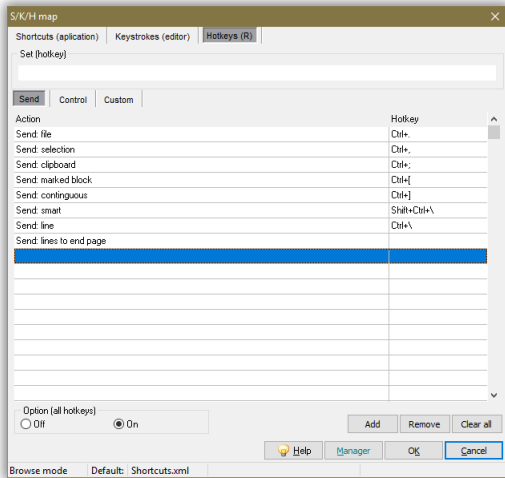 S/K/H map
Shortcuts (aplication) Keystrokes (editor) Hotkeys (R)
Set (hotkey)
Send Control Custom
Action Hotkey
Send: file Ctrl+.
Send: selection Ctrl+,
Send: clipboard Ctrl+;
Send: marked block Ctrl+[
Send: continguous Ctrl+]
Send: smart Shift+Ctrl+\
Send: line Ctrl+\
Send: lines to end page
Option (all hotkeys)
Off On
Add Remove Clear all
Help Manager OK Cancel
Browse mode Default: Shortcuts.xml